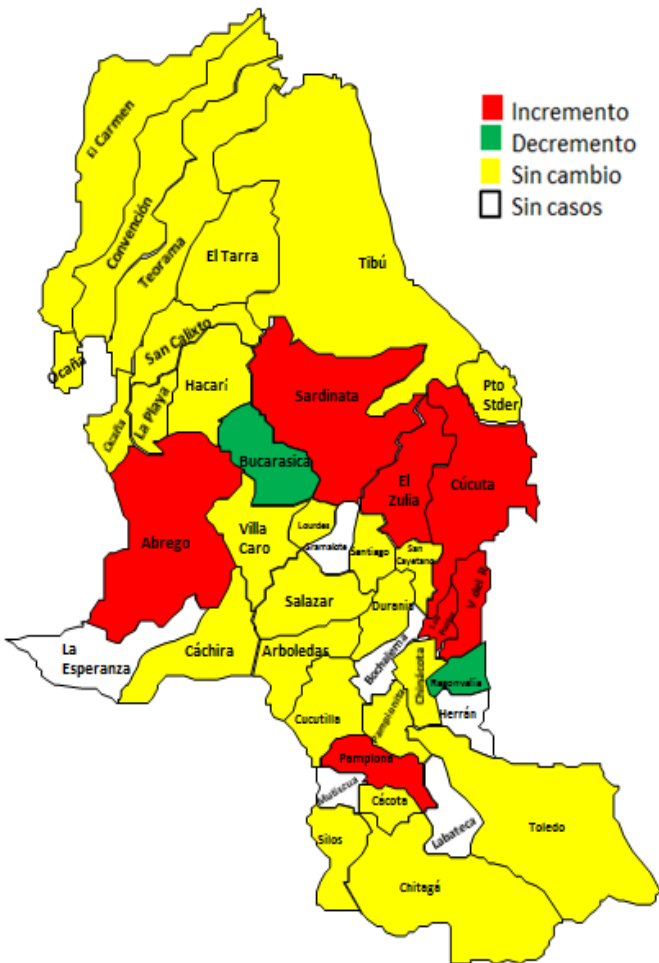 Incremento
Decremento
Sin cambio
Sin casos
El Carmen
Convención
Teorama
El Tarra
Tibú
San Calixto
Ocaña
Hacarí
La Playa
Ocaña
Sardinata
Pto
Stder
Bucarasica
El
Zulia
Cúcuta
Abrego
Villa
Caro
Lourdes
Gramalote
Santiago
San
Cayetano
V del R
Salazar
Durania
La
Esperanza
Cáchira
Arboledas
Bochalema
Chinácota
Ragonvalia
Herrán
Cucutilla
Pamplonita
Pamplona
Mutiscua
Cácota
Labateca
Toledo
Silos
Chitagá